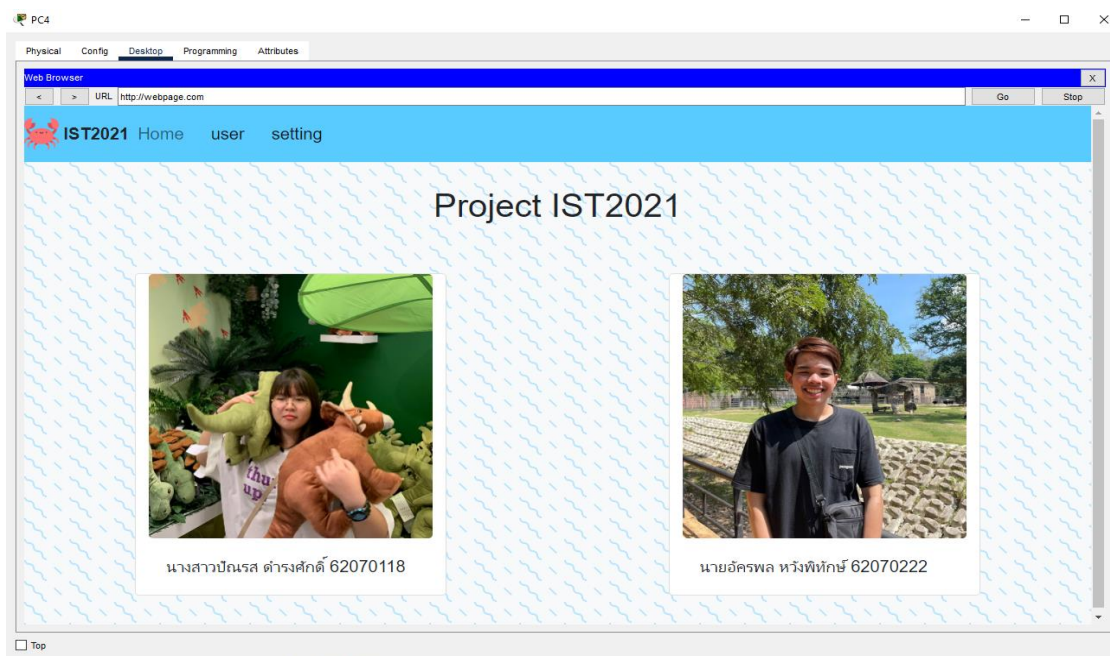 PC4
Physical Config Desktop Programming Attributes
Web Browser X
< > URL http://webpage.com Go Stop
IST2021 Home user setting
Project IST2021
thu
up
นางสาวปัณรส ดำรงศักดิ์ 62070118
นายอัครพล หวังพิทักษ์ 62070222
Top